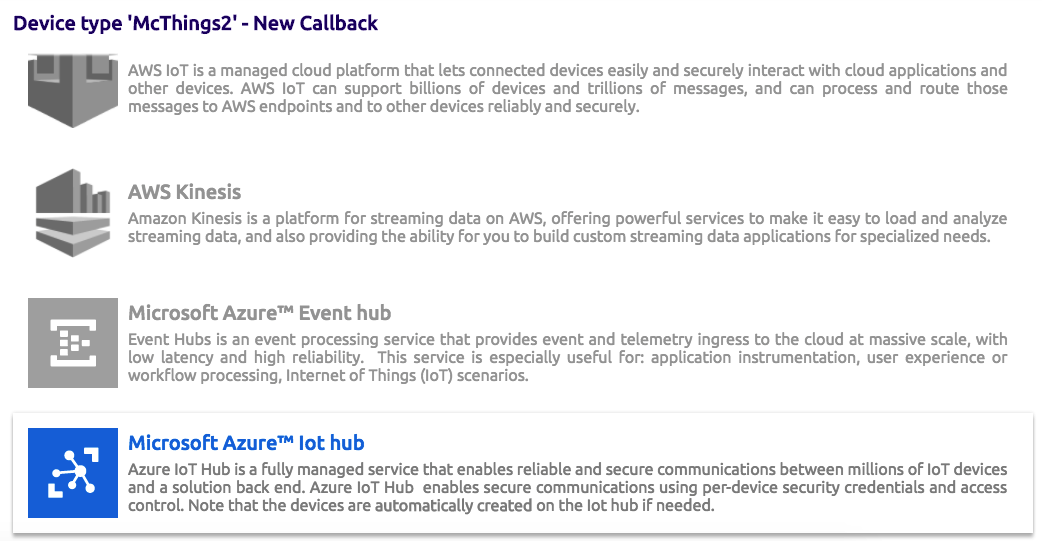 Device type 'McThings2' - New Callback
AWS IoT is a managed cloud platform that lets connected devices easily and securely interact with cloud applications and
other devices. AWS IoT can support billions of devices and trillions of messages, and can process and route those
messages to AWS endpoints and to other devices reliably and securely.
AWS Kinesis
Amazon Kinesis is a platform for streaming data on AWS, offering powerful services to make it easy to load and analyze
streaming data, and also providing the ability for you to build custom streaming data applications for specialized needs.
Microsoft Azure™ Event hub
Event Hubs is an event processing service that provides event and telemetry ingress to the cloud at massive scale, with
low latency and high reliability.  This service is especially useful for: application instrumentation, user experience or
workflow processing, Internet of Things (IoT) scenarios.
Microsoft Azure™ Iot hub
Azure IoT Hub is a fully managed service that enables reliable and secure communications between millions of IoT devices
and a solution back end. Azure IoT Hub  enables secure communications using per-device security credentials and access
control. Note that the devices are automatically created on the Iot hub if needed.